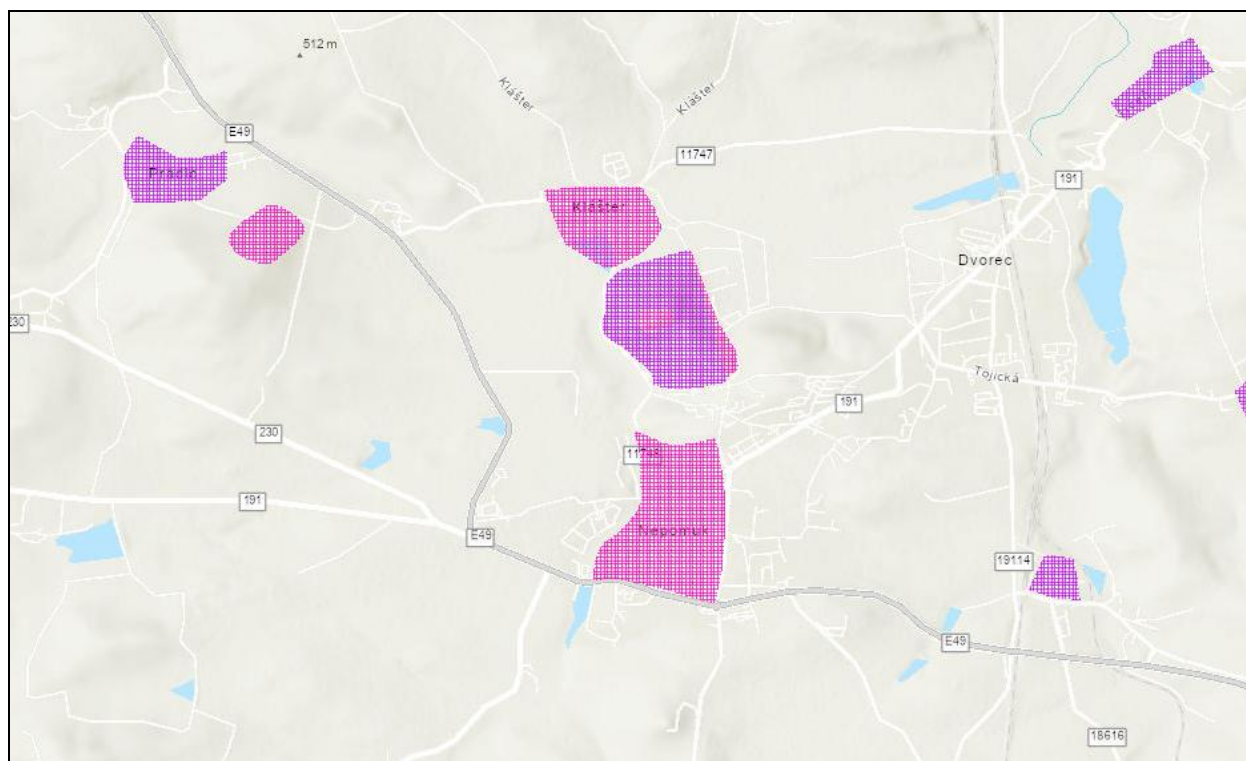 512 m
Klášter
Klášter
E49
11747
191
Prádlo
Klášter
Dvorec
230
Tojická
191
230
191
Nepomuk
E49
19114
E49
18616